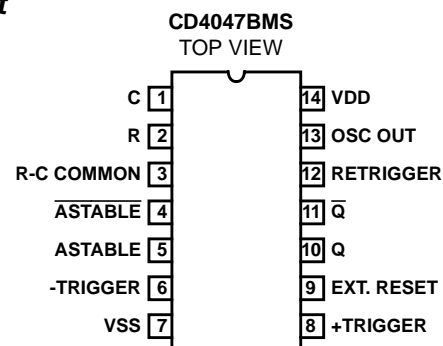 t
CD4047BMS
TOP VIEW
C 1
R 2
R-C COMMON 3
ASTABLE 4
ASTABLE 5
-TRIGGER 6
VSS 7
14 VDD
13 OSC OUT
12 RETRIGGER
11 Q
10 Q
9 EXT. RESET
8 +TRIGGER